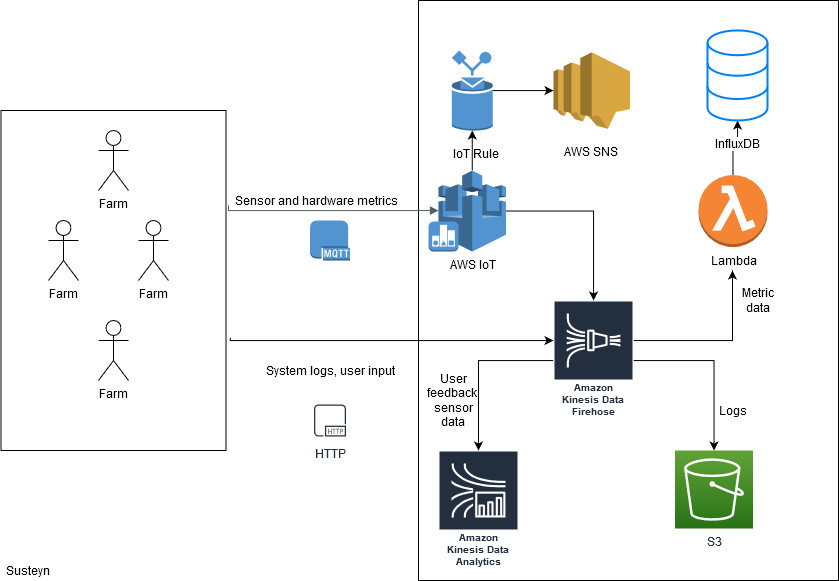 Farm
Farm
Farm
Farm
Susteyn
Sensor and hardware metrics
MQTT
System logs, user input
HTTP
HTTP
IoT Rule
AWS SNS
AWS IoT
InfluxDB
Lambda
Metric
data
Amazon
Kinesis Data
Firehose
User
feedback
sensor
data
Logs
Amazon
Kinesis Data
Analytics
S3